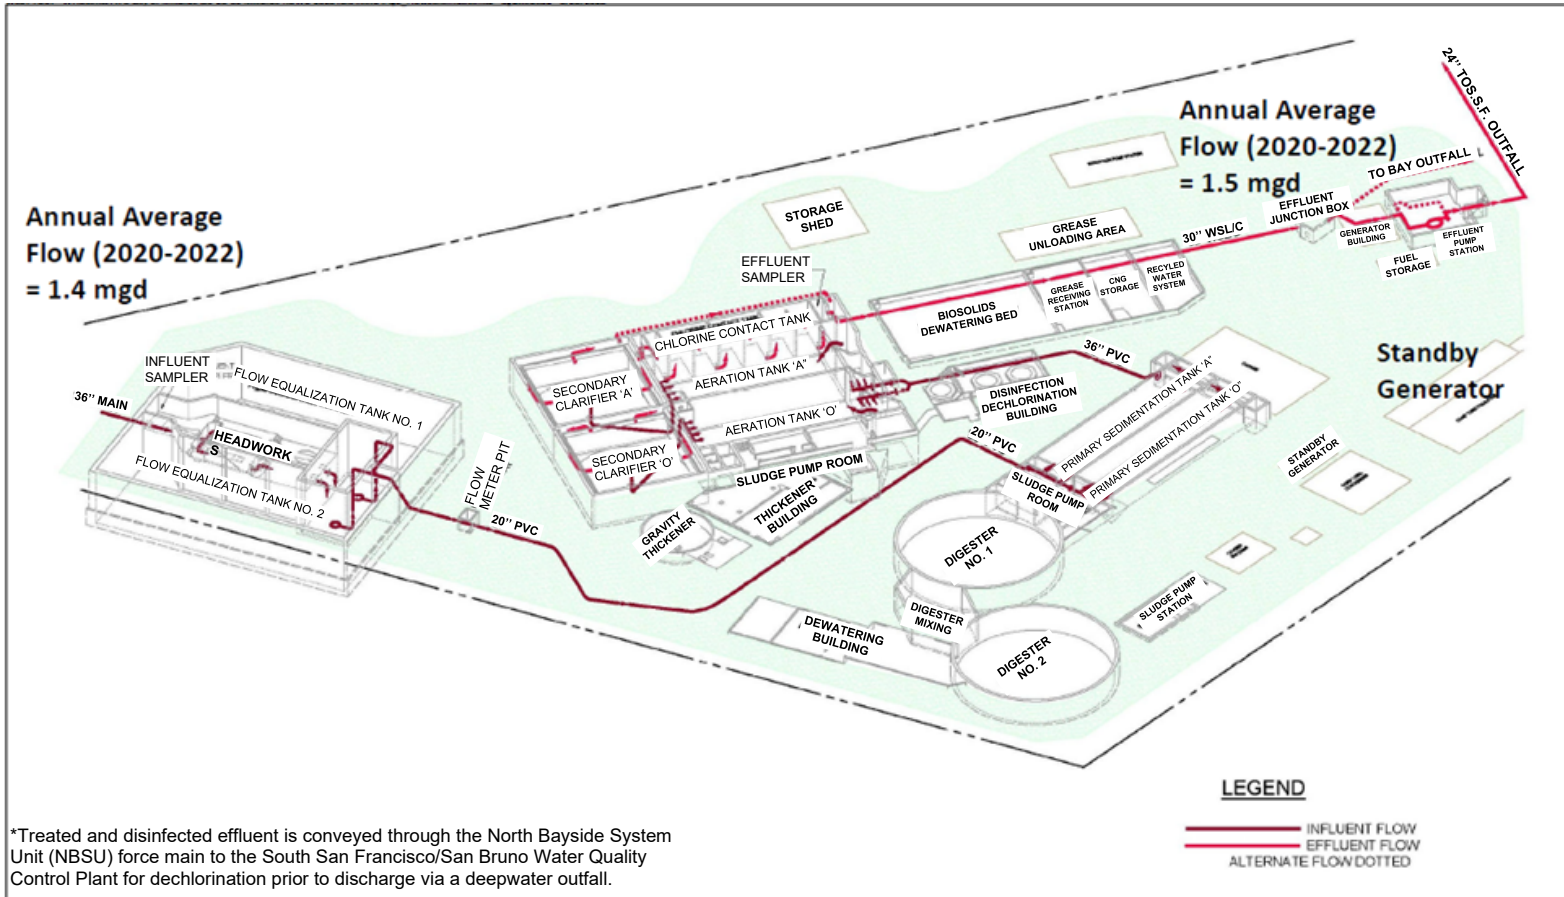 Annual Average
Flow (2020-2022)
= 1.4 mgd
Annual Average
Flow (2020-2022)
= 1.5 mgd
24’’ TOS.S.F. OUTFALL
TO BAY OUTFALL
EFFLUENT
JUNCTION BOX
GENERATOR
BUILDING
EFFLUENT
PUMP
STATION
FUEL
STORAGE
30’’ WSL/C
STORAGE
SHED
GREASE
UNLOADING AREA
EFFLUENT
SAMPLER
BIOSOLIDS
DEWATERING BED
GREASE
RECEIVING
STATION
CNG
STORAGE
RECYLED
WATER
SYSTEM
CHLORINE CONTACT TANK
AERATION TANK ‘A’’
AERATION TANK ‘O’
SECONDARY
CLARIFIER ‘A’
SECONDARY
CLARIFIER ‘O’
SLUDGE PUMP ROOM
INFLUENT
SAMPLER
FLOW EQUALIZATION TANK NO. 1
36’’ MAIN
HEADWORK
S
FLOW EQUALIZATION TANK NO. 2
FLOW
METER PIT
20’’ PVC
GRAVITY
THICKENER
THICKENER
BUILDING
36’’ PVC
DISINFECTION
DECHLORINATION
BUILDING
20’’ PVC
PRIMARY SEDIMENTATION TANK ‘A’’
PRIMARY SEDIMENTATION TANK ‘O’
SLUDGE PUMP
ROOM
Standby
Generator
STANDBY
GENERATOR
DIGESTER
NO. 1
DIGESTER
MIXING
DIGESTER
NO. 2
DEWATERING
BUILDING
SLUDGE PUMP
STATION
LEGEND
INFLUENT FLOW
EFFLUENT FLOW
ALTERNATE FLOW DOTTED
*Treated and disinfected effluent is conveyed through the North Bayside System
Unit (NBSU) force main to the South San Francisco/San Bruno Water Quality
Control Plant for dechlorination prior to discharge via a deepwater outfall.